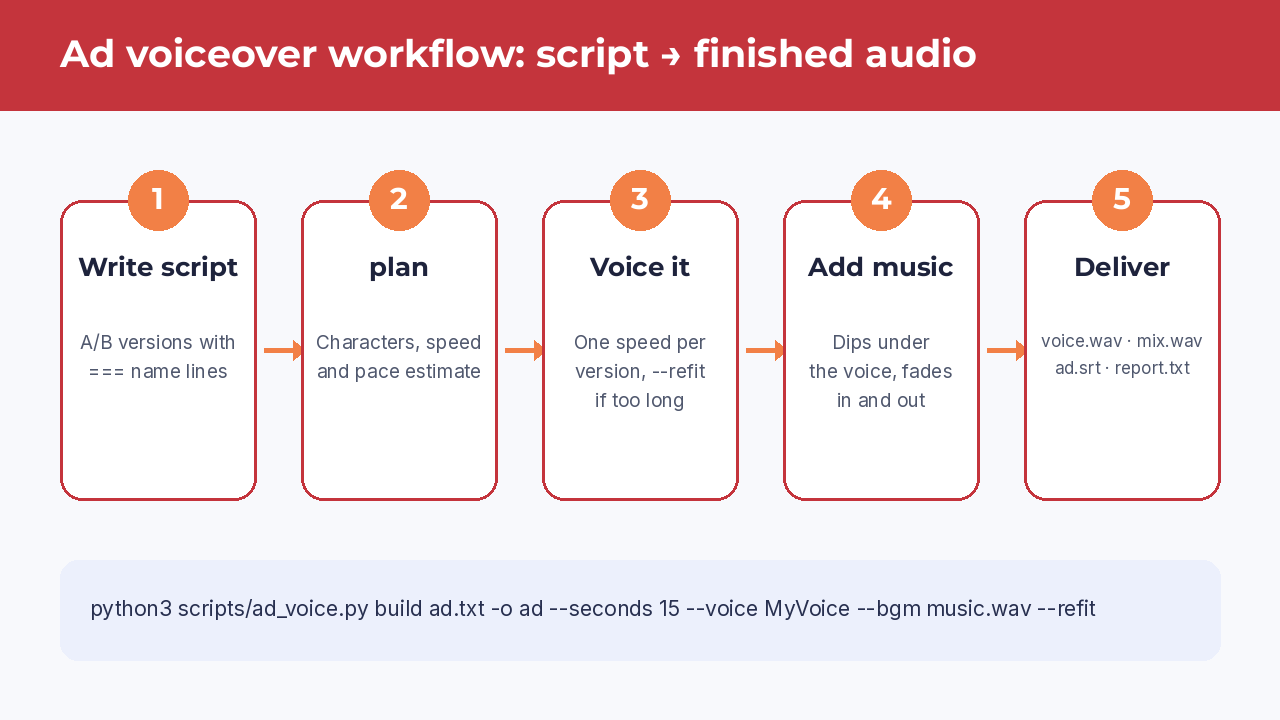 Ad voiceover workflow: script → finished audio
1
Write script
A/B versions with
=== name lines
2
plan
Characters, speed
and pace estimate
3
Voice it
One speed per
version, --refit
if too long
4
Add music
Dips under
the voice, fades
in and out
5
Deliver
voice.wav · mix.wav
ad.srt · report.txt
python3 scripts/ad_voice.py build ad.txt -o ad --seconds 15 --voice MyVoice --bgm music.wav --refit